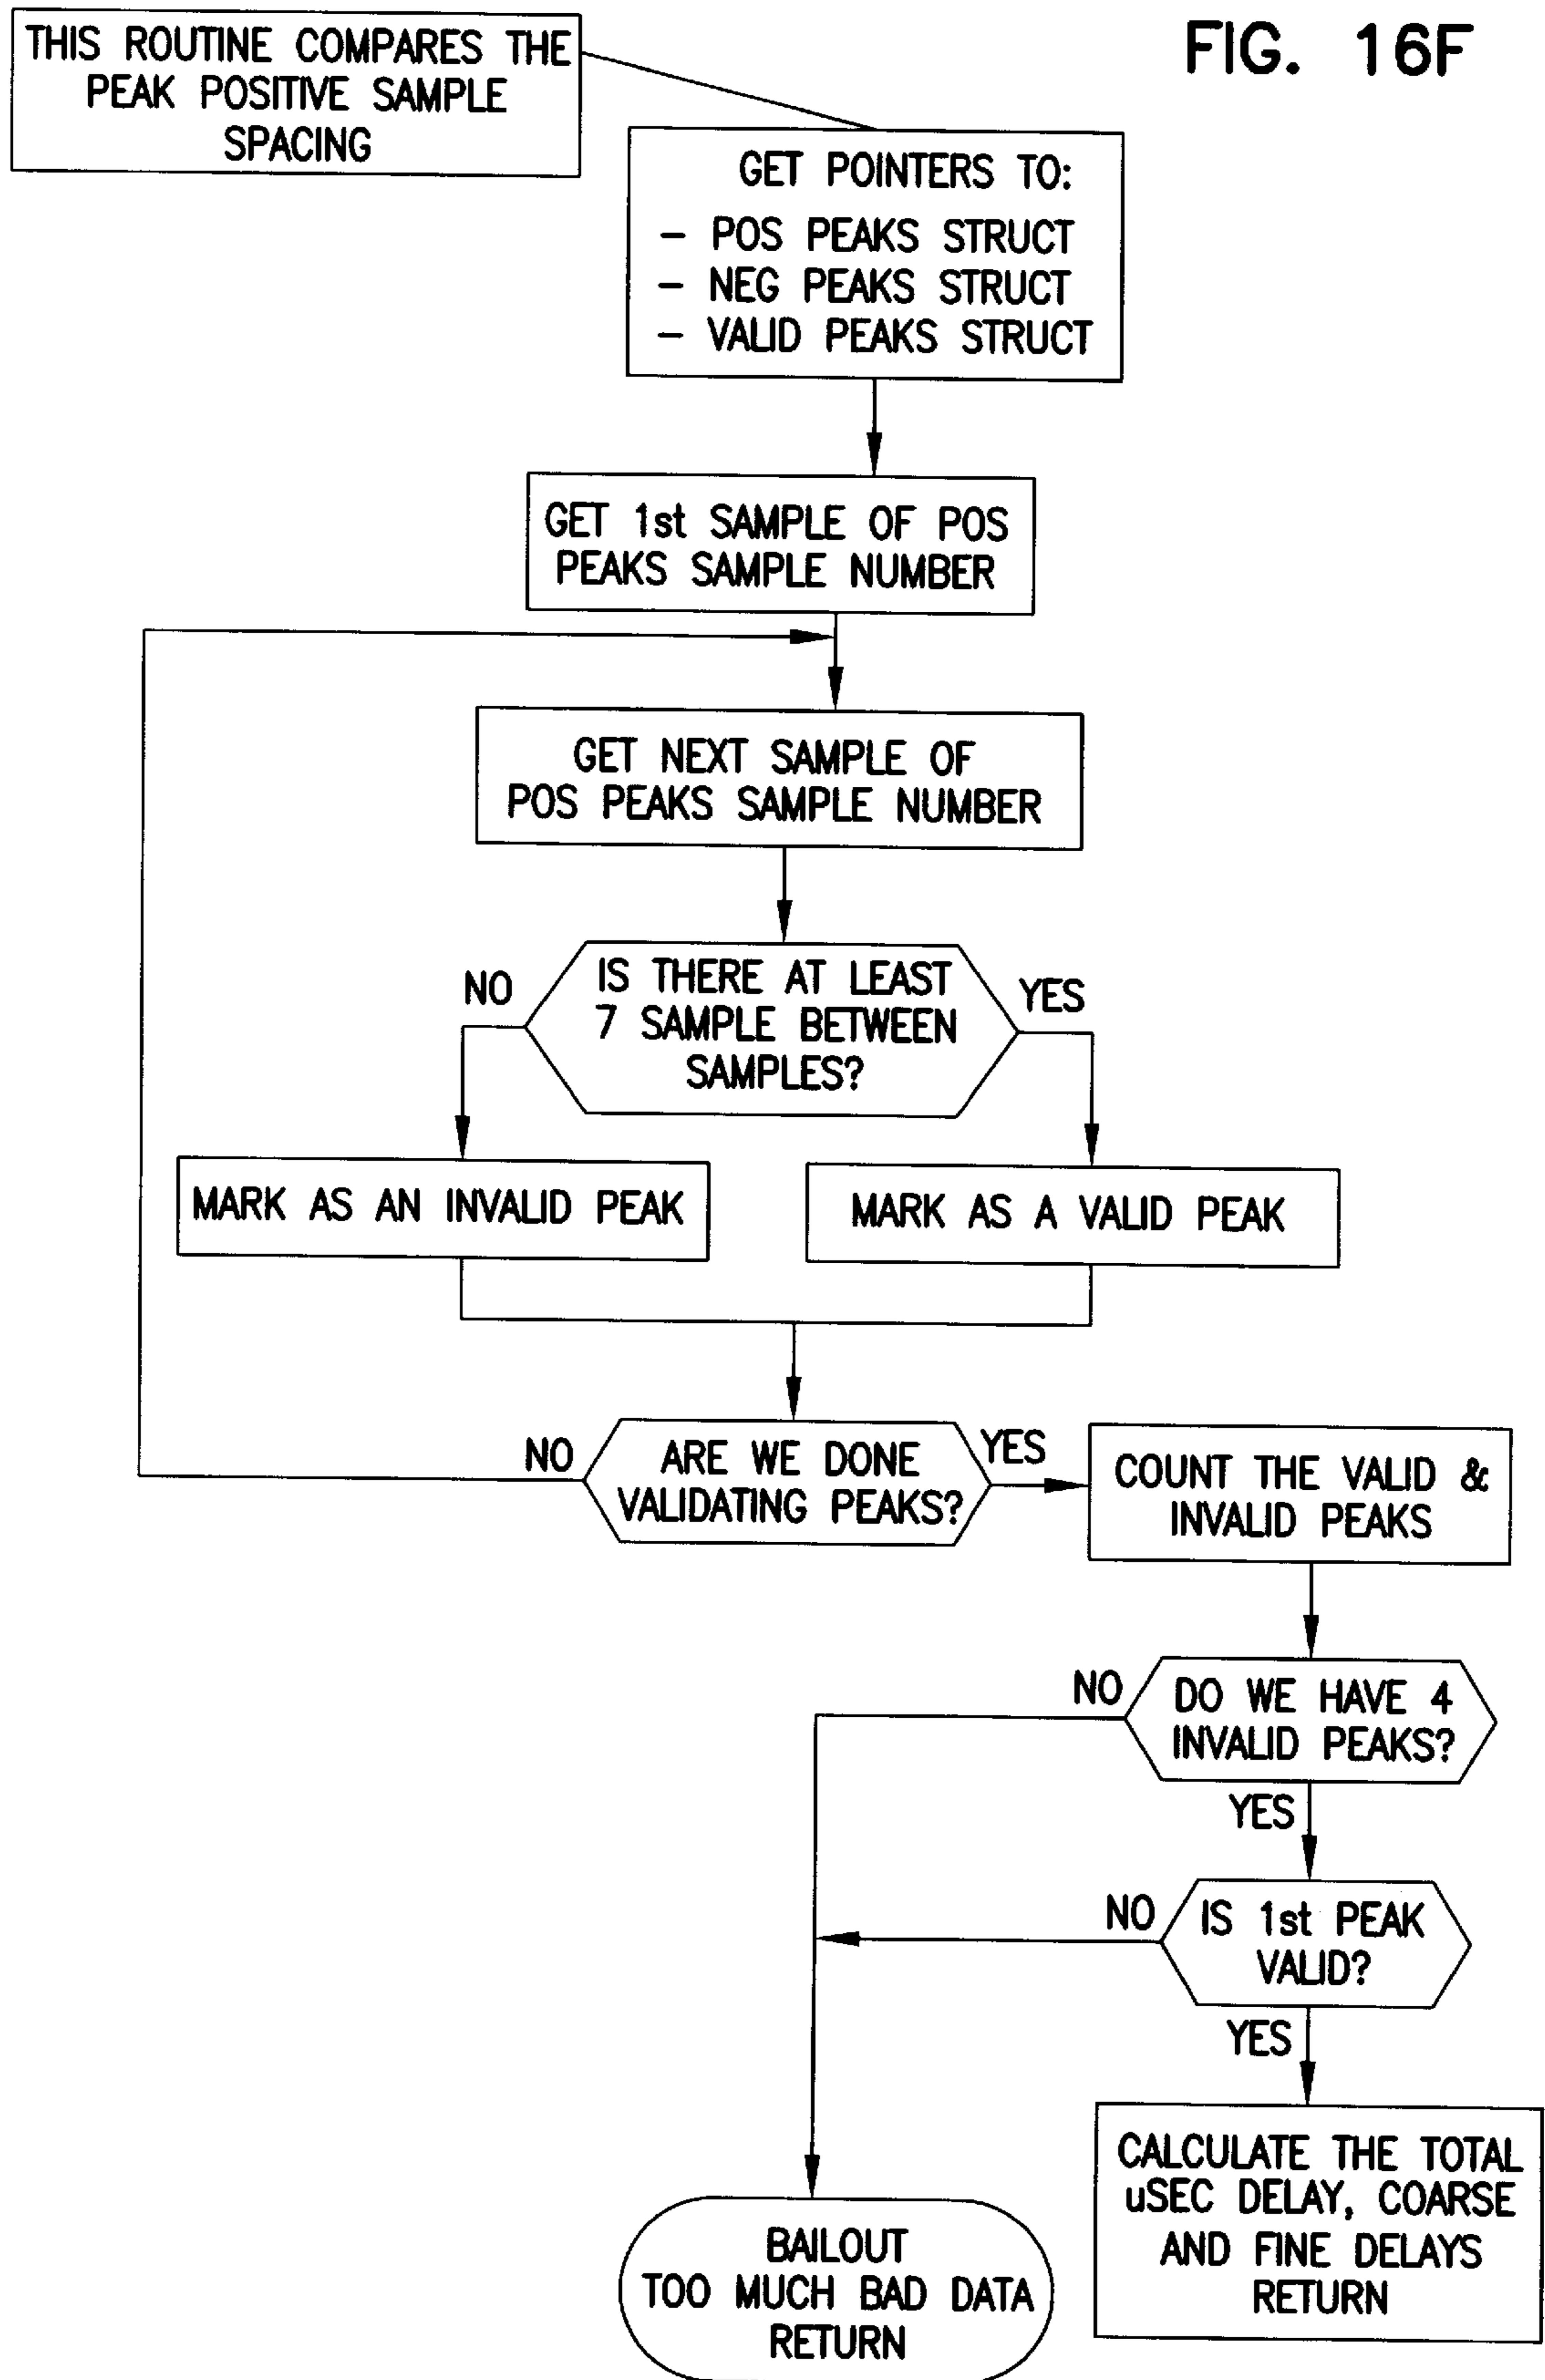 FIG. 16F
THIS ROUTINE COMPARES THE
PEAK POSITIVE SAMPLE
SPACING
GET POINTERS TO:
- POS PEAKS STRUCT
- NEG PEAKS STRUCT
- VALID PEAKS STRUCT
GET 1st SAMPLE OF POS
PEAKS SAMPLE NUMBER
GET NEXT SAMPLE OF
POS PEAKS SAMPLE NUMBER
IS THERE AT LEAST
7 SAMPLE BETWEEN
SAMPLES?
NO
YES
MARK AS AN INVALID PEAK
MARK AS A VALID PEAK
ARE WE DONE
VALIDATING PEAKS?
NO
YES
COUNT THE VALID &
INVALID PEAKS
DO WE HAVE 4
INVALID PEAKS?
NO
YES
IS 1st PEAK
VALID?
NO
YES
CALCULATE THE TOTAL
uSEC DELAY, COARSE
AND FINE DELAYS
RETURN
BAILOUT
TOO MUCH BAD DATA
RETURN